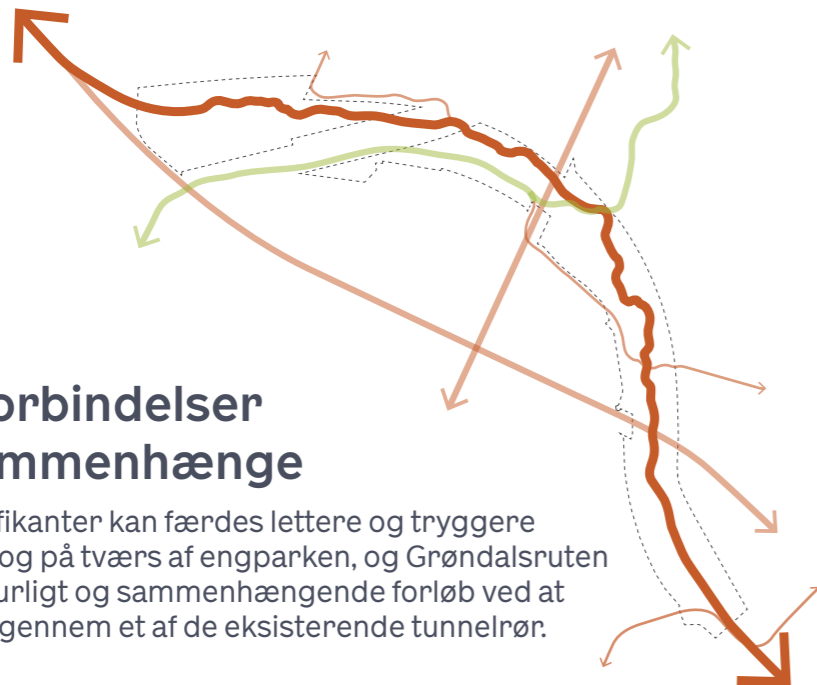 orbindelser
mmenhænge
fikanter kan færdes lettere og tryggere
og på tværs af engparken, og Grøndalsruten
urligt og sammenhængende forløb ved at
gennem et af de eksisterende tunnelrør.